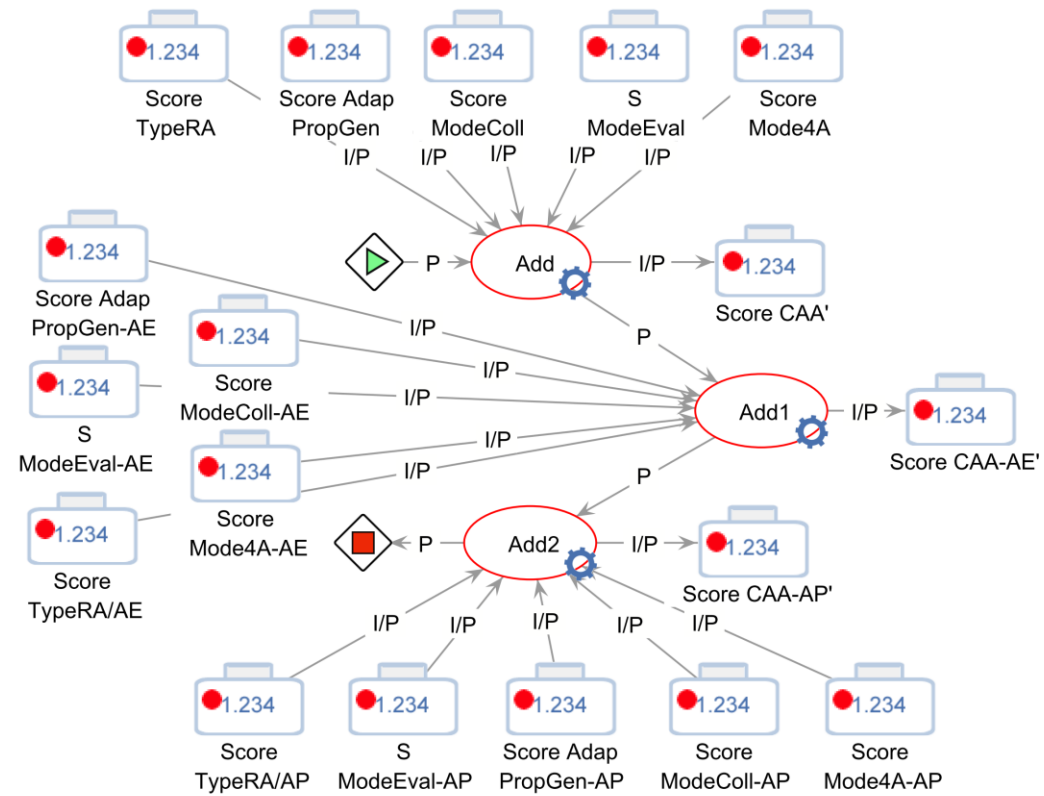 1.234
1.234
1.234
1.234
1.234
Score
TypeRA
Score Adap
PropGen
Score
ModeColl
S
ModeEval
Score
Mode4A
I/P
I/P
I/P
I/P
I/P
1.234
Score Adap
PropGen-AE
P
Add
I/P
1.234
Score CAA'
I/P
P
1.234
Score
ModeColl-AE
I/P
1.234
S
ModeEval-AE
I/P
Add1
I/P
1.234
Score CAA-AE'
1.234
Score
Mode4A-AE
I/P
I/P
P
1.234
Score
TypeRA/AE
P
Add2
I/P
1.234
Score CAA-AP'
I/P
I/P
I/P
I/P
I/P
1.234
1.234
1.234
1.234
1.234
Score
TypeRA/AP
S
ModeEval-AP
Score Adap
PropGen-AP
Score
ModeColl-AP
Score
Mode4A-AP